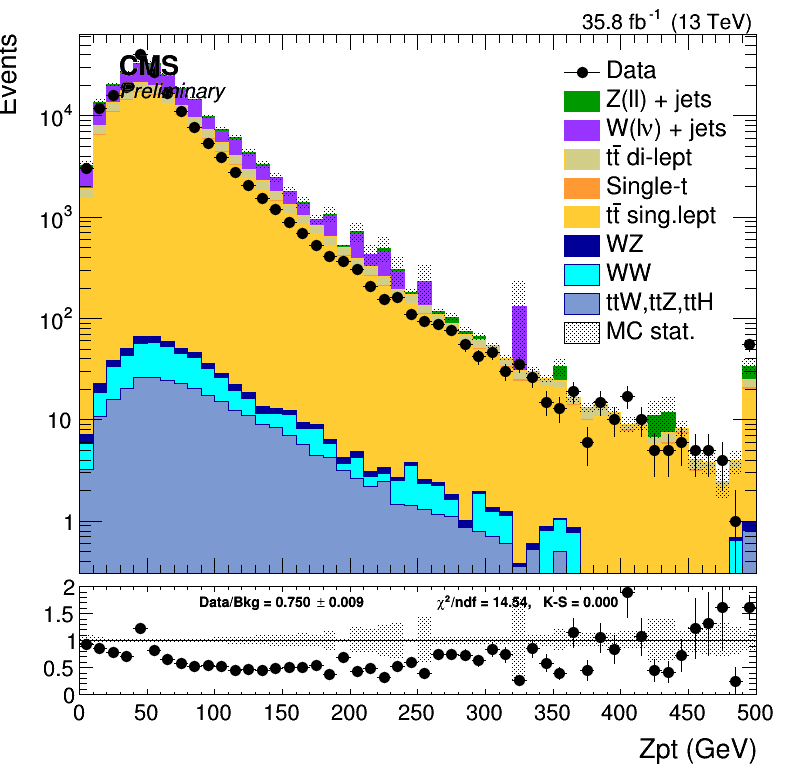 35.8 fb⁻¹ (13 TeV)
Events
CMS
Preliminary
Data
Z(ll) + jets
W(lv) + jets
tt̄ di-lept
Single-t
tt̄ sing.lept
WZ
WW
ttW,ttZ,ttH
MC stat.
10⁴
10³
10²
10
1
Data/Bkg = 0.750 ± 0.009
χ²/ndf = 14.54, K-S = 0.000
2
1.5
1
0.5
0
0 50 100 150 200 250 300 350 400 450 500
Zpt (GeV)